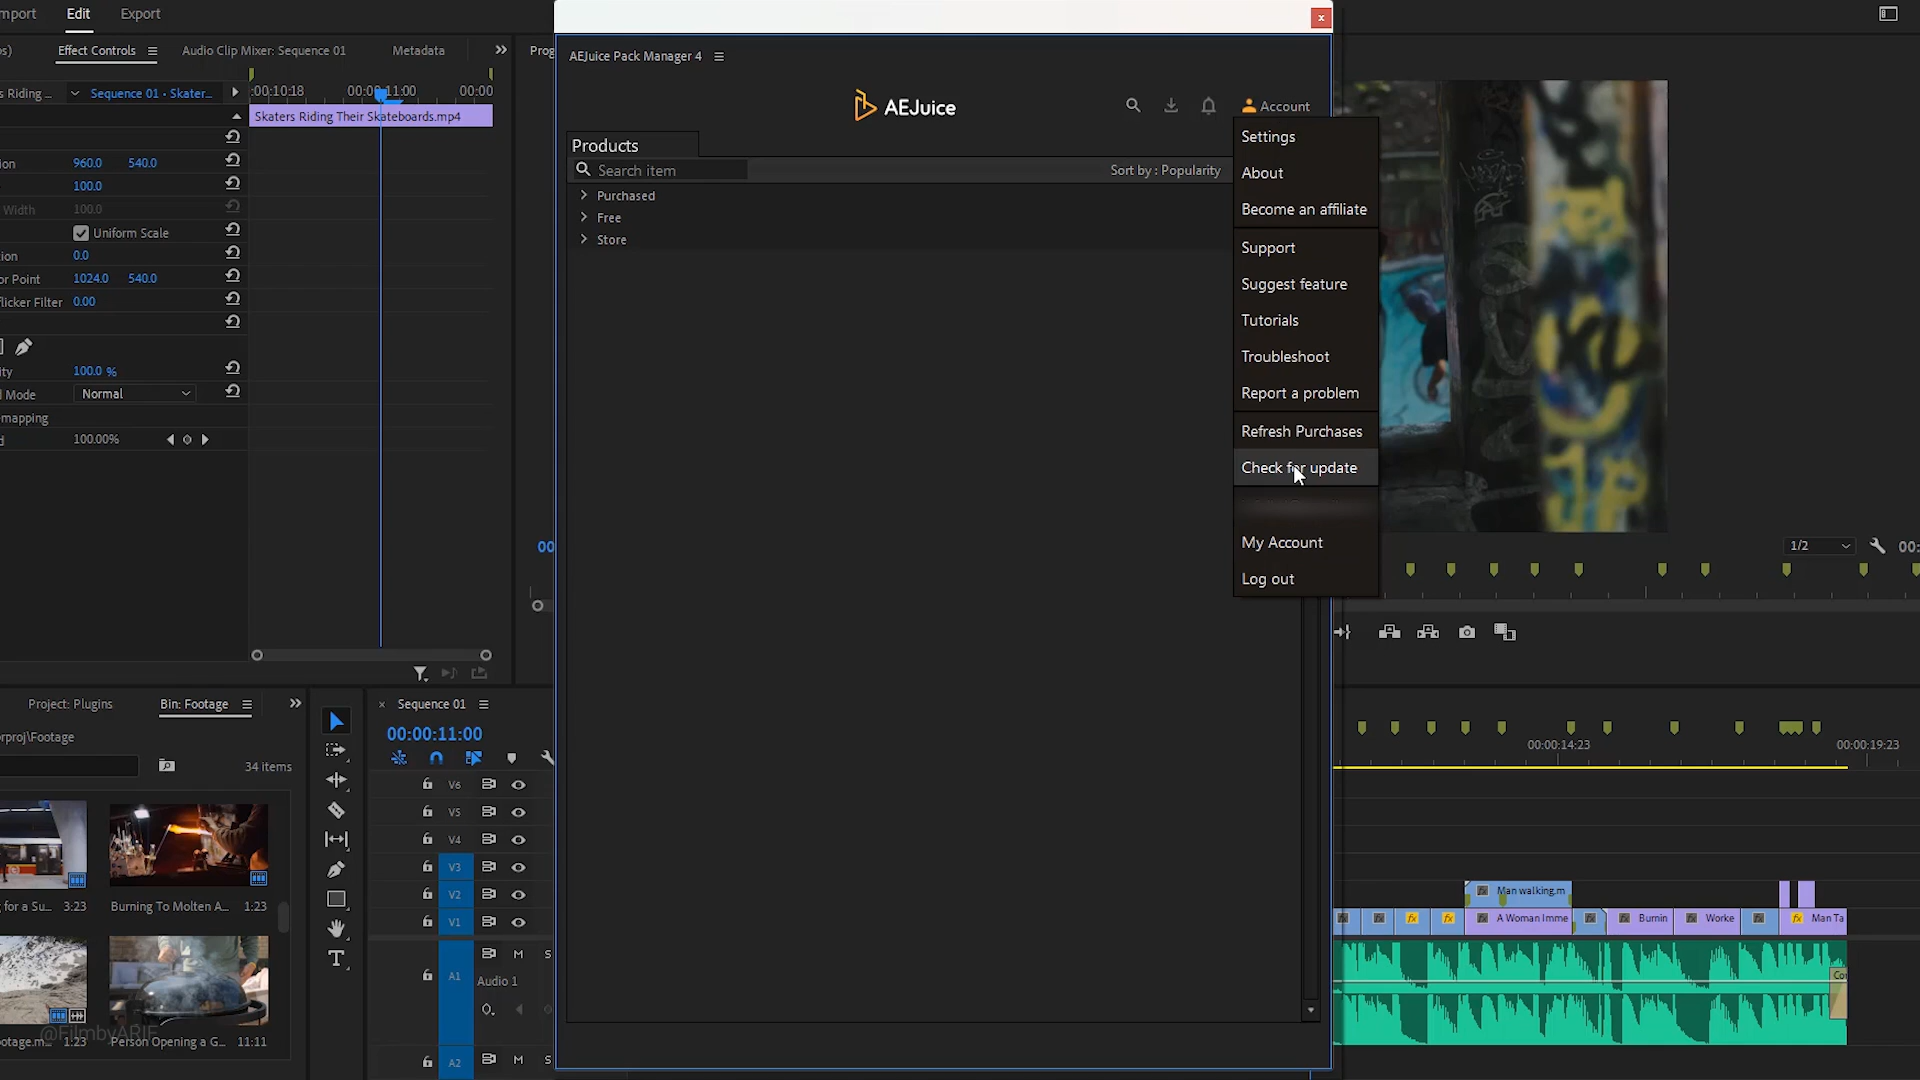 mport
Edit
Export
s)
Effect Controls
Audio Clip Mixer: Sequence 01
Metadata
Prog
s Riding ...
Sequence 01 • Skater...
:00:10:18
00:00:11:00
00:00
Skaters Riding Their Skateboards.mp4
ion
960.0
540.0
100.0
Width
100.0
Uniform Scale
tion
0.0
or Point
1024.0
540.0
licker Filter
0.00
ity
100.0 %
d Mode
Normal
mapping
d
100.00%
AEJuice Pack Manager 4
AEJuice
Account
Products
Search item
Sort by : Popularity
Purchased
Free
Store
Settings
About
Become an affiliate
Support
Suggest feature
Tutorials
Troubleshoot
Report a problem
Refresh Purchases
Check for update
My Account
Log out
00
1/2
00:
Project: Plugins
Bin: Footage
rproj\Footage
34 items
g for a Su...
3:23
Burning To Molten A...
1:23
otage.m...
1:23
Person Opening a G...
11:11
@FilmbyARIF
Sequence 01
00:00:11:00
V6
V5
V4
V3
V2
V1
A1
M
S
Audio 1
A2
M
S
00:00:14:23
00:00:19:23
Man walking.m
A Woman Imme
Burnin
Worke
Man Ta
Co